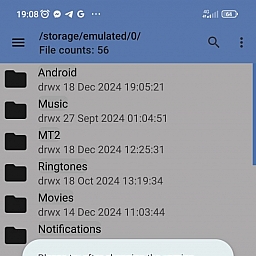 19:08
64
/storage/emulated/0/
File counts: 56
Android
drwx 18 Dec 2024 19:05:21
Music
drwx 27 Sept 2024 01:04:51
MT2
drwx 18 Dec 2024 12:25:31
Ringtones
drwx 18 Oct 2024 13:19:34
Movies
drwx 14 Dec 2024 11:03:44
Notifications